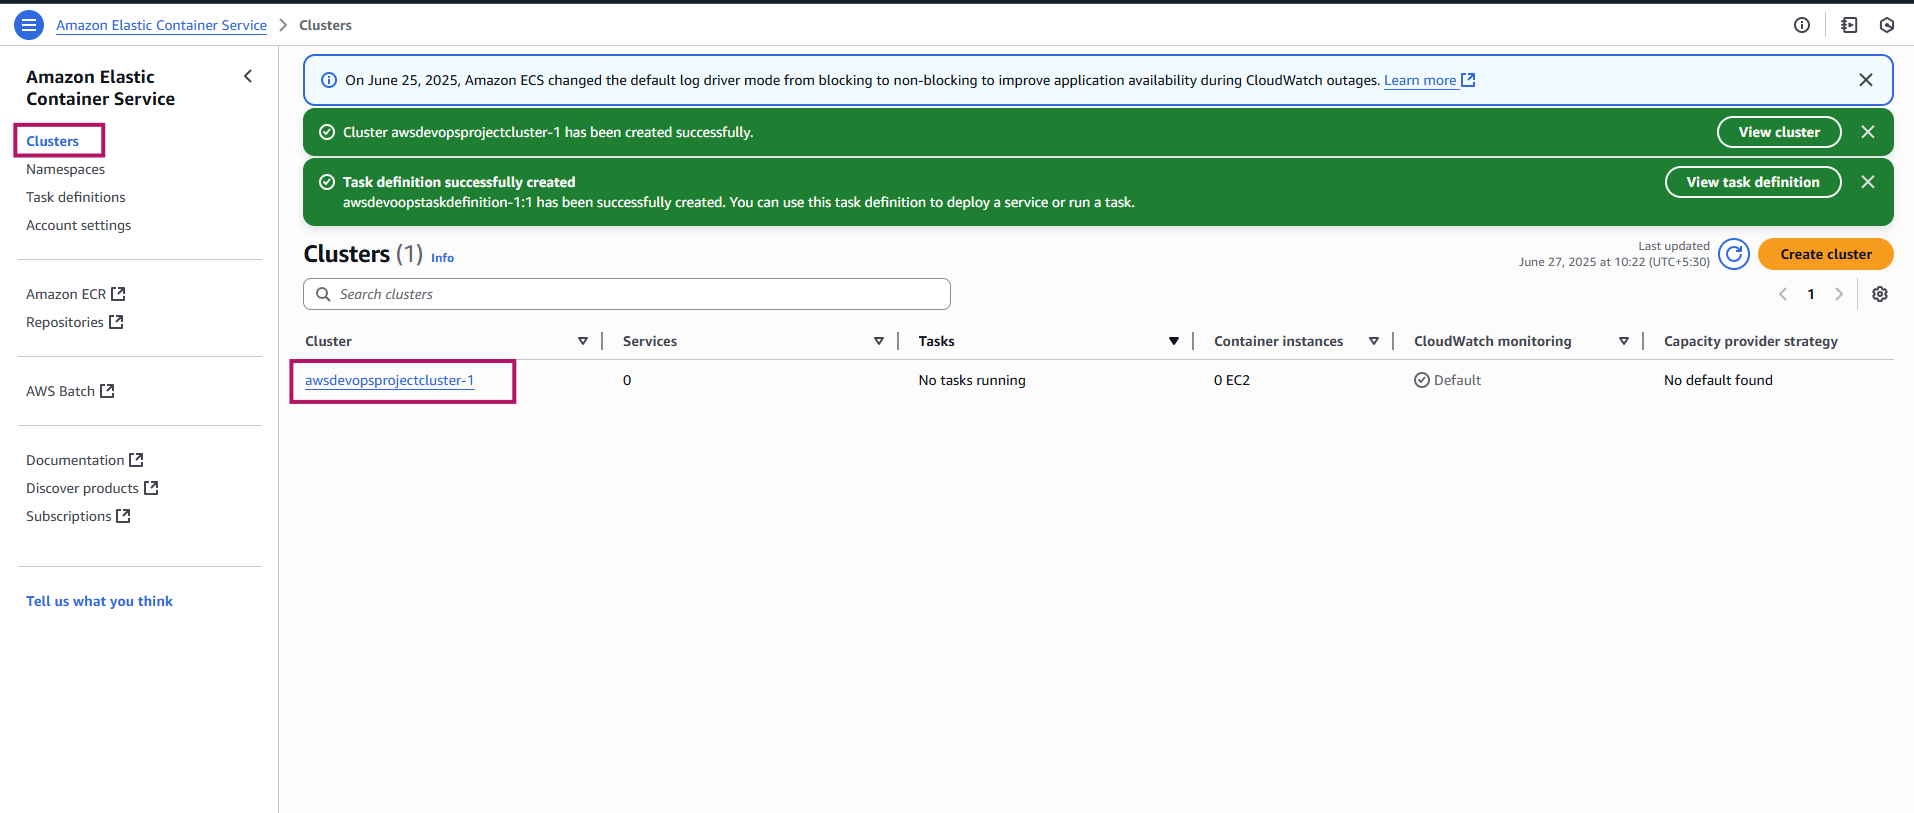 Amazon Elastic Container Service > Clusters
Amazon Elastic
Container Service
Clusters
Namespaces
Task definitions
Account settings
Amazon ECR
Repositories
AWS Batch
Documentation
Discover products
Subscriptions
Tell us what you think
On June 25, 2025, Amazon ECS changed the default log driver mode from blocking to non-blocking to improve application availability during CloudWatch outages. Learn more
Cluster awsdevopsprojectcluster-1 has been created successfully.
View cluster
Task definition successfully created
awsdevoopstaskdefinition-1:1 has been successfully created. You can use this task definition to deploy a service or run a task.
View task definition
Clusters (1) Info
Last updated
June 27, 2025 at 10:22 (UTC+5:30)
Create cluster
Search clusters
1
Cluster Services Tasks Container instances CloudWatch monitoring Capacity provider strategy
awsdevopsprojectcluster-1 0 No tasks running 0 EC2 Default No default found